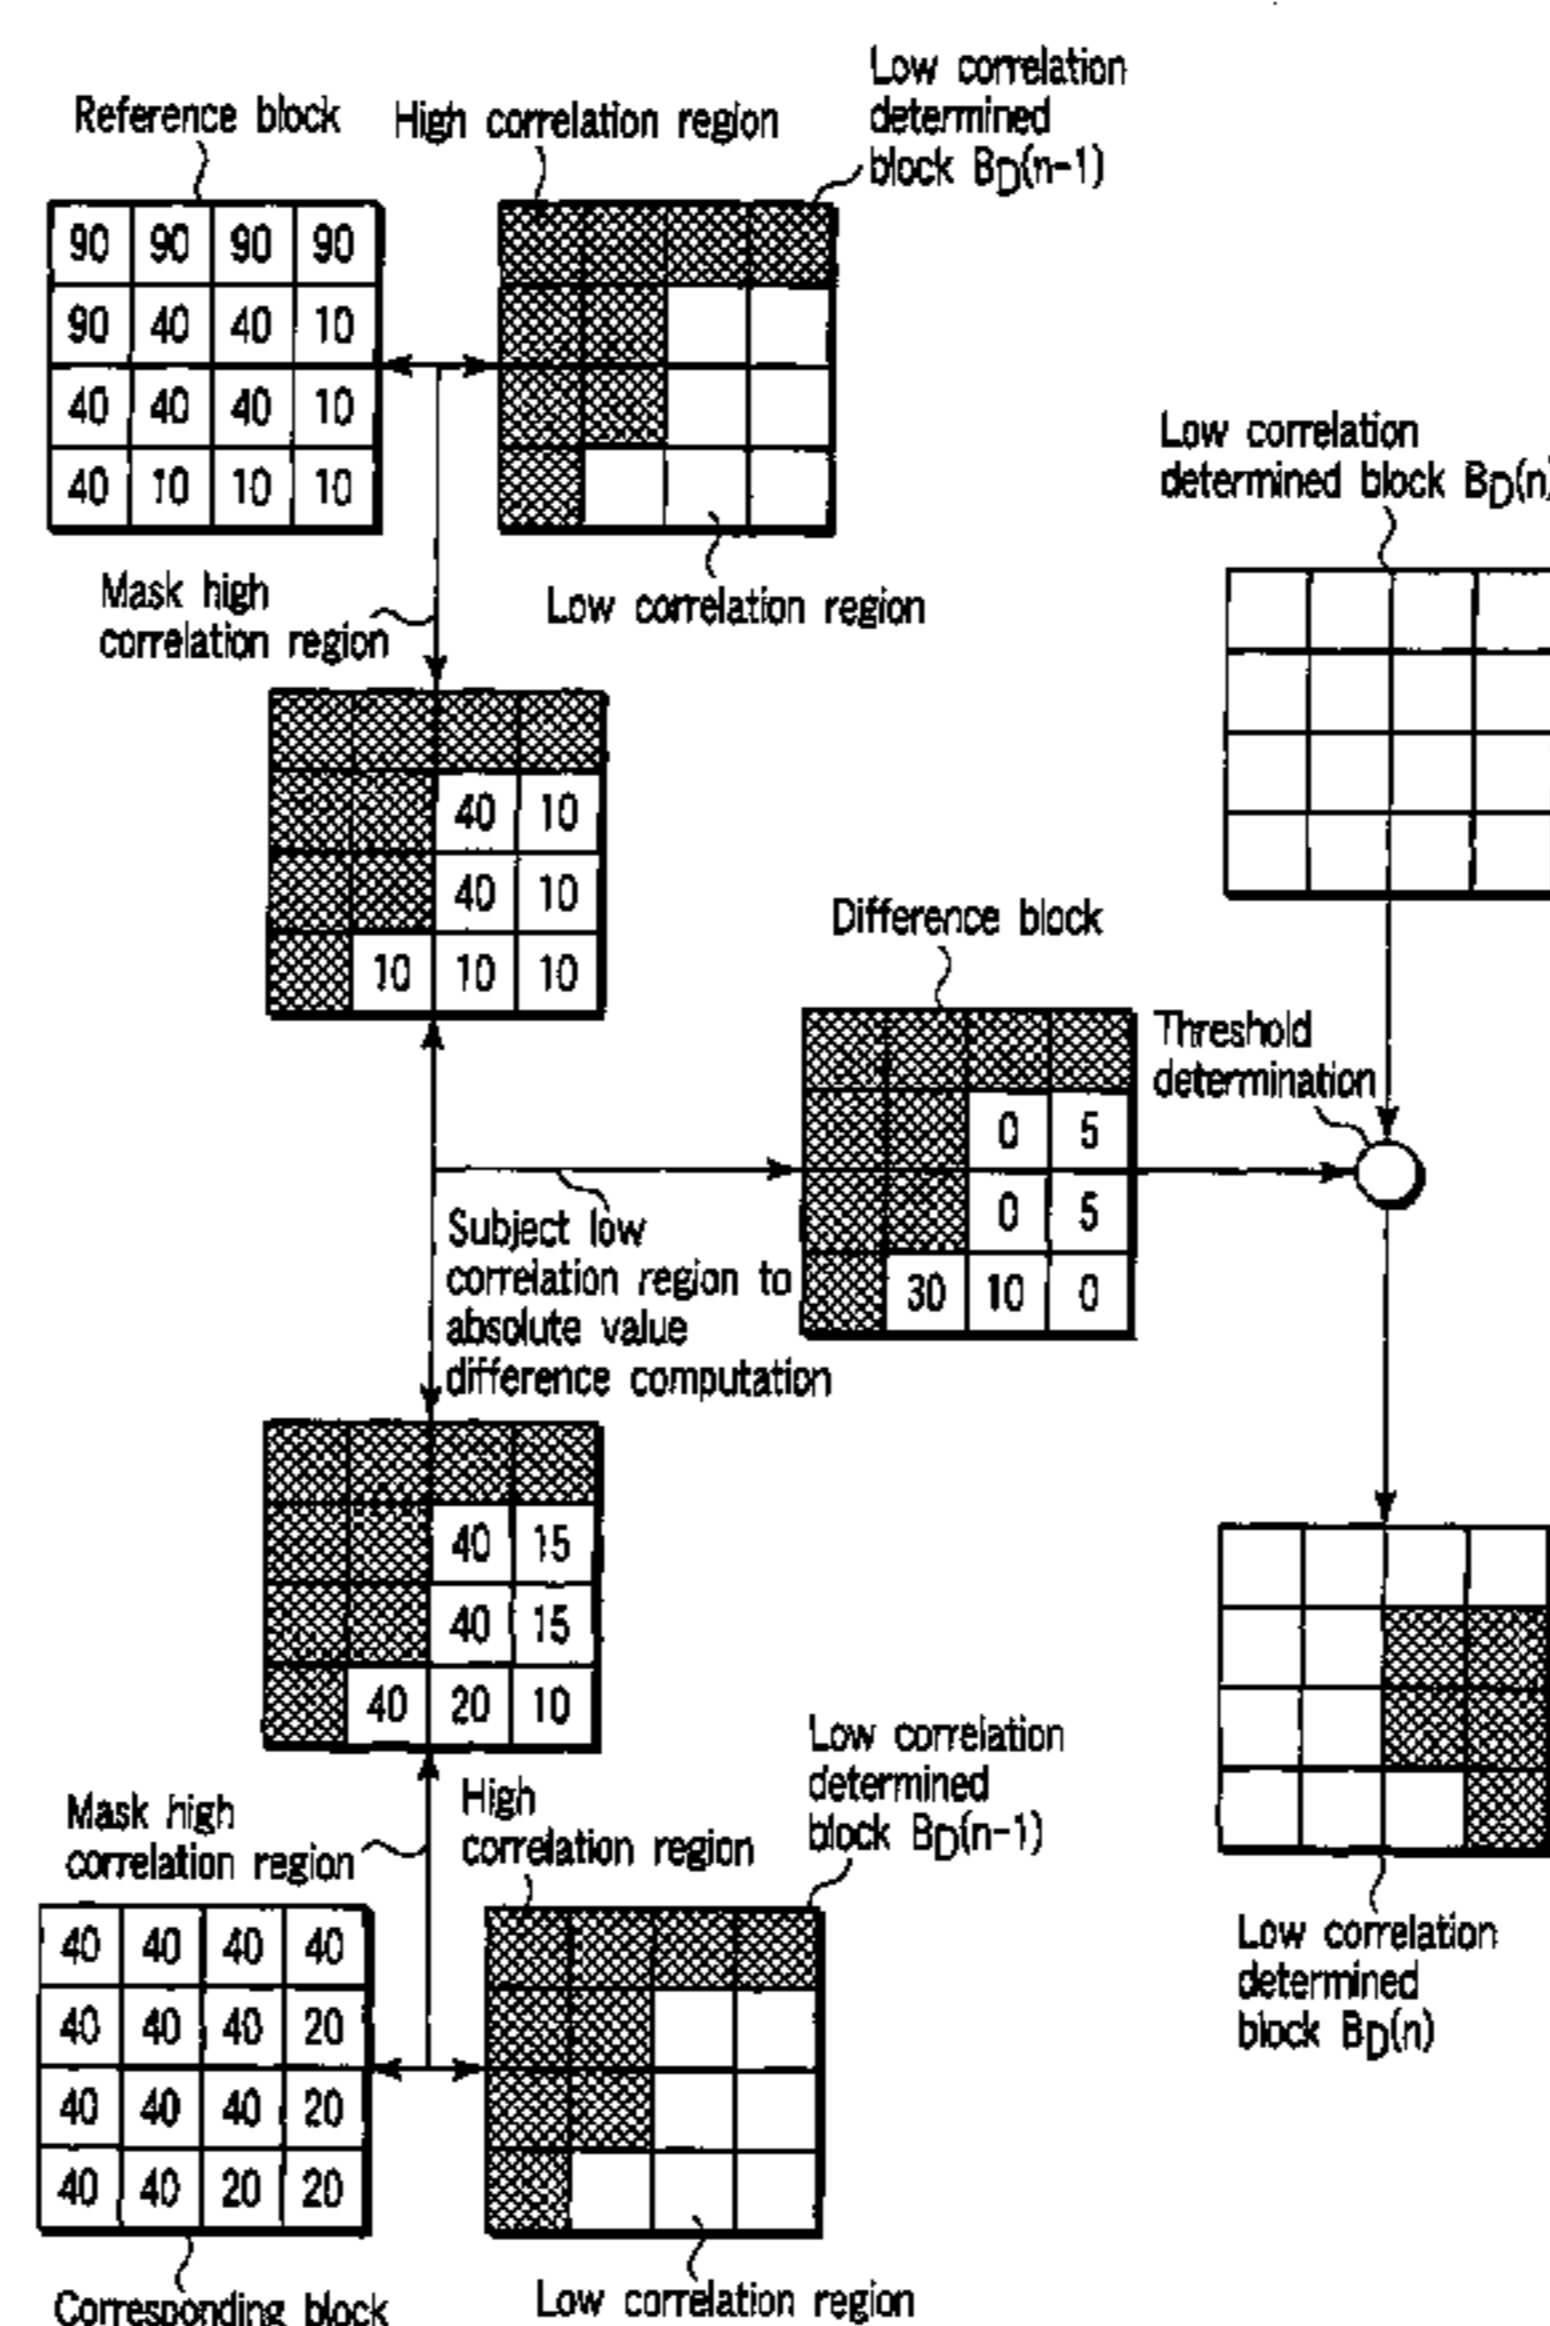 Reference block
High correlation region
Low correlation
determined
block BD(n-1)
90 90 90 90
90 40 40 10
40 40 40 10
40 10 10 10
Mask high
correlation region
Low correlation region
Low correlation
determined block BD(n)
40 10
40 10
10 10 10
Difference block
0 5
0 5
30 10 0
Threshold
determination
Subject low
correlation region to
absolute value
difference computation
40 15
40 15
40 20 10
Mask high
correlation region
High
correlation region
Low correlation
determined
block BD(n-1)
40 40 40 40
40 40 40 20
40 40 40 20
40 40 20 20
Low correlation
determined
block BD(n)
Corresponding block
Low correlation region